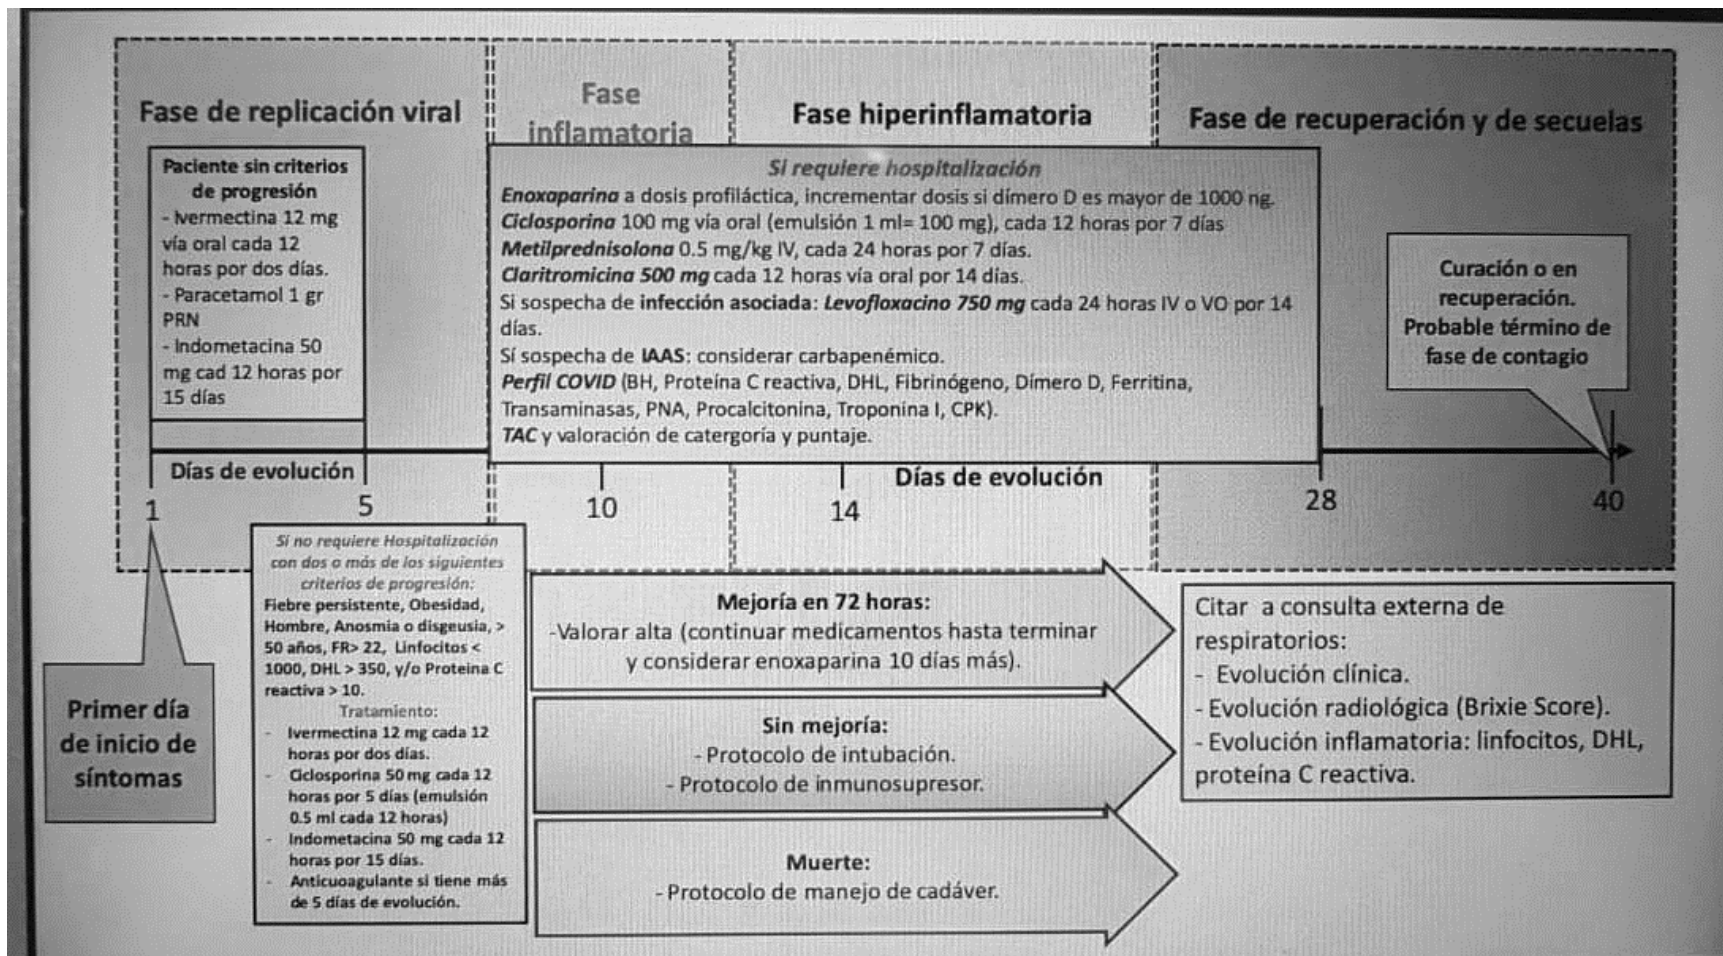 Fase de replicación viral
Paciente sin criterios
de progresión
- Ivermectina 12 mg
vía oral cada 12
horas por dos días.
- Paracetamol 1 gr
PRN
- Indometacina 50
mg cad 12 horas por
15 días
Fase
inflamatoria
Fase hiperinflamatoria
Fase de recuperación y de secuelas
Si requiere hospitalización
Enoxaparina a dosis profiláctica, incrementar dosis si dímero D es mayor de 1000 ng.
Ciclosporina 100 mg vía oral (emulsión 1 ml= 100 mg), cada 12 horas por 7 días
Metilprednisolona 0.5 mg/kg IV, cada 24 horas por 7 días.
Claritromicina 500 mg cada 12 horas vía oral por 14 días.
Si sospecha de infección asociada: Levofloxacino 750 mg cada 24 horas IV o VO por 14
días.
Sí sospecha de IAAS: considerar carbapenémico.
Perfil COVID (BH, Proteína C reactiva, DHL, Fibrinógeno, Dímero D, Ferritina,
Transaminasas, PNA, Procalcitonina, Troponina I, CPK).
TAC y valoración de catergoría y puntaje.
Curación o en
recuperación.
Probable término de
fase de contagio
Días de evolución
Días de evolución
1
5
10
14
28
40
Primer día
de inicio de
síntomas
Sí no requiere Hospitalización
con dos o más de los siguientes
criterios de progresión:
Fiebre persistente, Obesidad,
Hombre, Anosmia o disgeusia, >
50 años, FR> 22, Linfocitos <
1000, DHL > 350, y/o Proteina C
reactiva > 10.
Tratamiento:
- Ivermectina 12 mg cada 12
horas por dos días.
- Ciclosporina 50 mg cada 12
horas por 5 días (emulsión
0.5 ml cada 12 horas)
- Indometacina 50 mg cada 12
horas por 15 días.
- Anticuoagulante si tiene más
de 5 días de evolución.
Mejoría en 72 horas:
-Valorar alta (continuar medicamentos hasta terminar
y considerar enoxaparina 10 días más).
Sin mejoría:
- Protocolo de intubación.
- Protocolo de inmunosupresor.
Muerte:
- Protocolo de manejo de cadáver.
Citar a consulta externa de
respiratorios:
- Evolución clínica.
- Evolución radiológica (Brixie Score).
- Evolución inflamatoria: linfocitos, DHL,
proteína C reactiva.